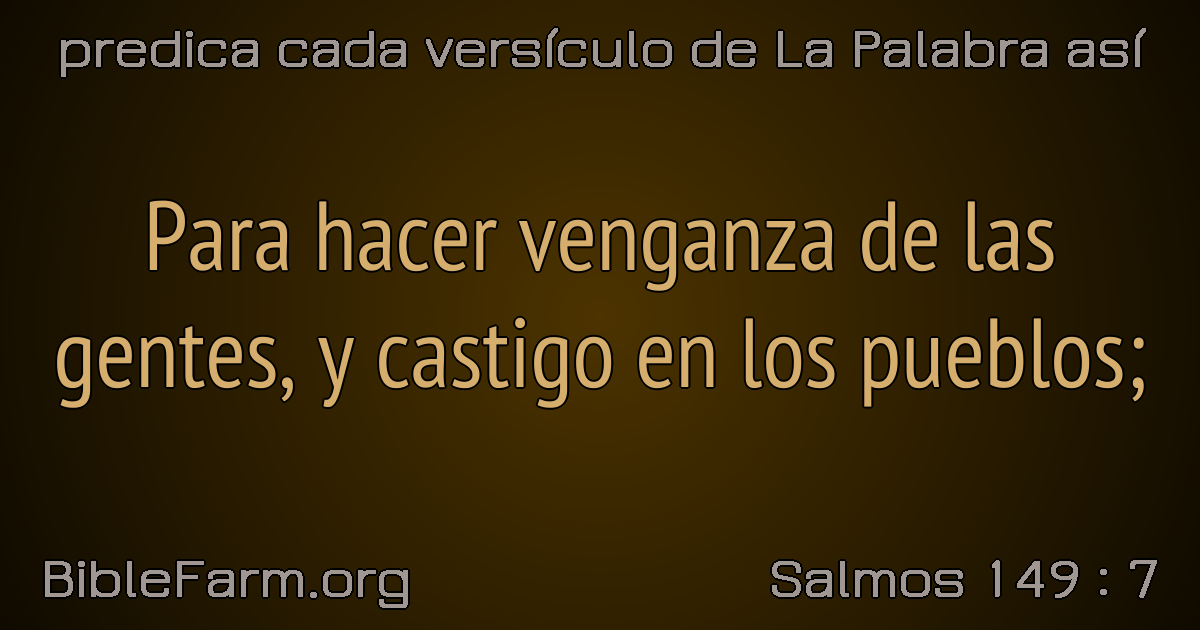 predica cada versículo de La Palabra así
Para hacer venganza de las
gentes, y castigo en los pueblos;
BibleFarm.org
Salmos 149 : 7